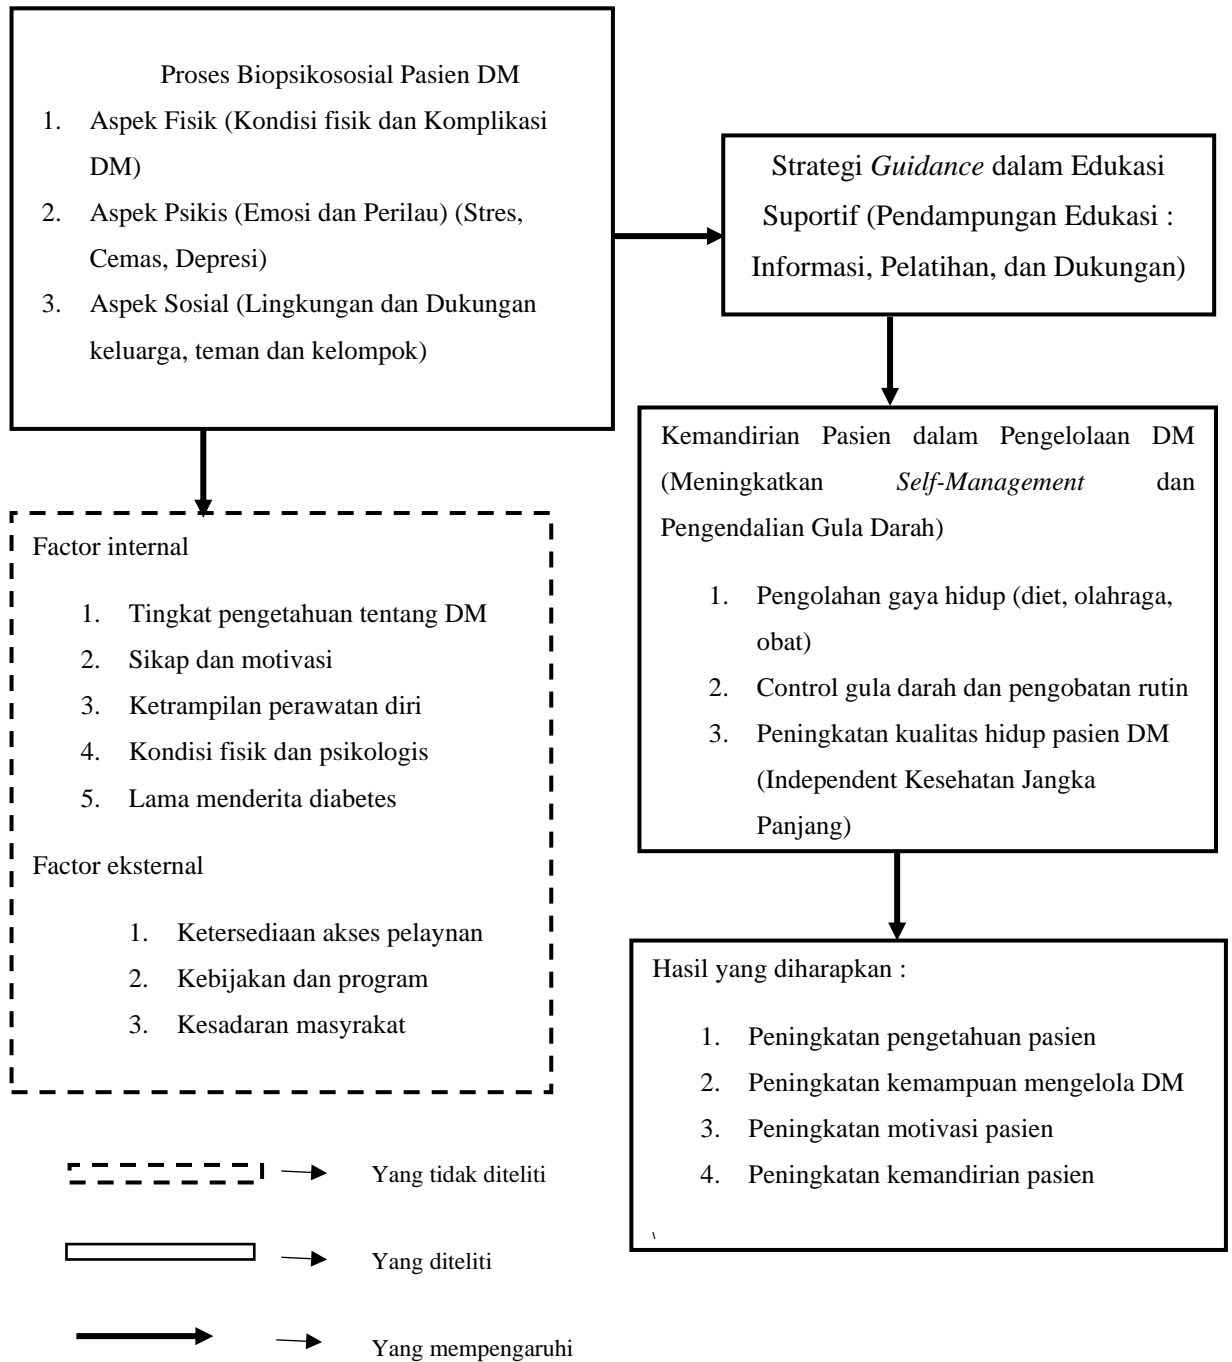 Proses Biopsikososial Pasien DM
1. Aspek Fisik (Kondisi fisik dan Komplikasi
DM)
2. Aspek Psikis (Emosi dan Perilau) (Stres,
Cemas, Depresi)
3. Aspek Sosial (Lingkungan dan Dukungan
keluarga, teman dan kelompok)
Strategi Guidance dalam Edukasi
Suportif (Pendampungan Edukasi :
Informasi, Pelatihan, dan Dukungan)
Kemandirian Pasien dalam Pengelolaan DM
(Meningkatkan Self-Management dan
Pengendalian Gula Darah)
1. Pengolahan gaya hidup (diet, olahraga,
obat)
2. Control gula darah dan pengobatan rutin
3. Peningkatan kualitas hidup pasien DM
(Independent Kesehatan Jangka
Panjang)
Factor internal
1. Tingkat pengetahuan tentang DM
2. Sikap dan motivasi
3. Ketrampilan perawatan diri
4. Kondisi fisik dan psikologis
5. Lama menderita diabetes
Factor eksternal
1. Ketersediaan akses pelaynan
2. Kebijakan dan program
3. Kesadaran masyrakat
Hasil yang diharapkan :
1. Peningkatan pengetahuan pasien
2. Peningkatan kemampuan mengelola DM
3. Peningkatan motivasi pasien
4. Peningkatan kemandirian pasien
\
Yang tidak diteliti
Yang diteliti
Yang mempengaruhi